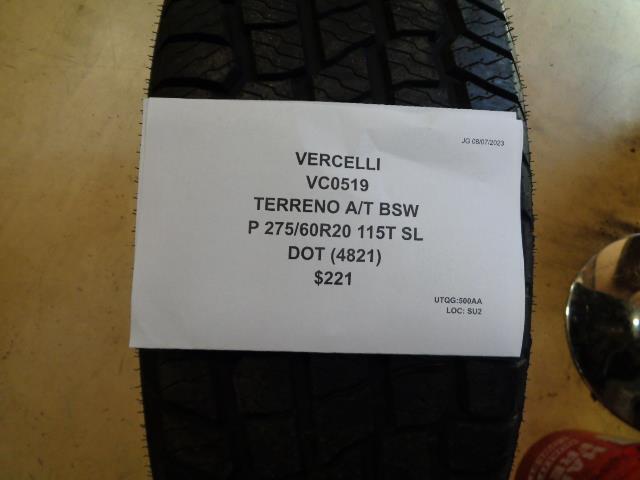 JG 08/07/2023
VERCELLI
VC0519
TERRENO A/T BSW
P 275/60R20 115T SL
DOT (4821)
$221
UTQG:500AA
LOC: SU2